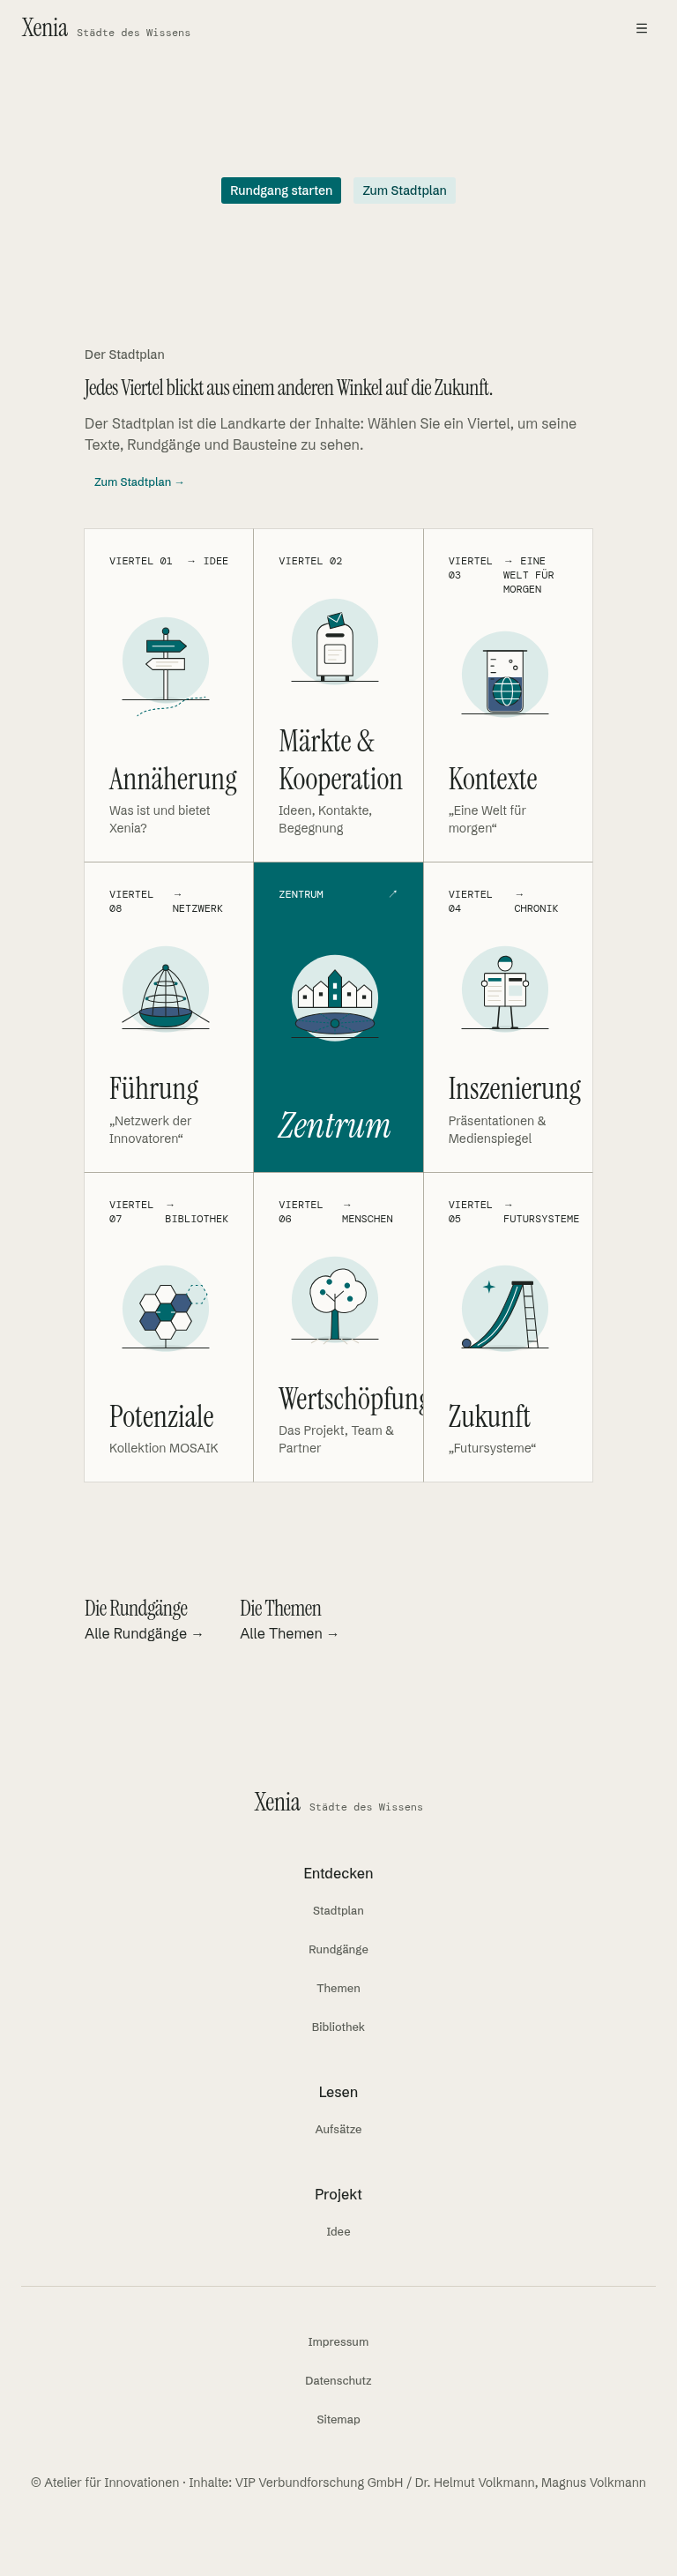 Xenia Städte des Wissens
☰
Rundgang starten
Zum Stadtplan
Der Stadtplan
Jedes Viertel blickt aus einem anderen Winkel auf die Zukunft.
Der Stadtplan ist die Landkarte der Inhalte: Wählen Sie ein Viertel, um seine
Texte, Rundgänge und Bausteine zu sehen.
Zum Stadtplan →
VIERTEL 01 → IDEE
Annäherung
Was ist und bietet
Xenia?
VIERTEL 02
Märkte &
Kooperation
Ideen, Kontakte,
Begegnung
VIERTEL
03
→ EINE
WELT FÜR
MORGEN
Kontexte
„Eine Welt für
morgen“
VIERTEL
08
→
NETZWERK
Führung
„Netzwerk der
Innovatoren“
ZENTRUM ↗
Zentrum
VIERTEL
04
→
CHRONIK
Inszenierung
Präsentationen &
Medienspiegel
VIERTEL
07
→
BIBLIOTHEK
Potenziale
Kollektion MOSAIK
VIERTEL
06
→
MENSCHEN
Wertschöpfung
Das Projekt, Team &
Partner
VIERTEL
05
→
FUTURSYSTEME
Zukunft
„Futursysteme“
Die Rundgänge
Alle Rundgänge →
Die Themen
Alle Themen →
Xenia Städte des Wissens
Entdecken
Stadtplan
Rundgänge
Themen
Bibliothek
Lesen
Aufsätze
Projekt
Idee
Impressum
Datenschutz
Sitemap
© Atelier für Innovationen · Inhalte: VIP Verbundforschung GmbH / Dr. Helmut Volkmann, Magnus Volkmann